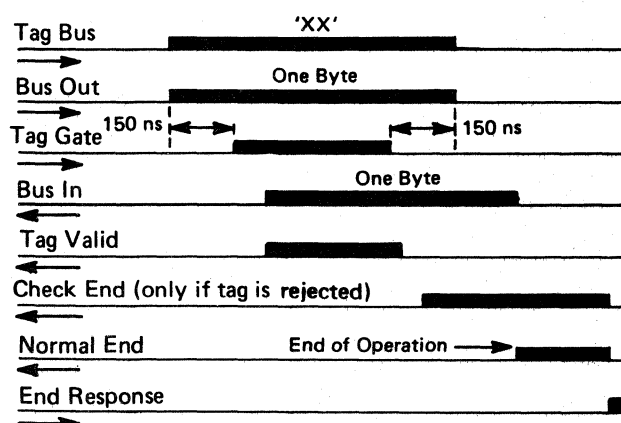 Tag Bus
'XX'
Bus Out
One Byte
150 ns
150 ns
Tag Gate
Bus In
One Byte
Tag Valid
Check End (only if tag is rejected)
Normal End
End of Operation
End Response